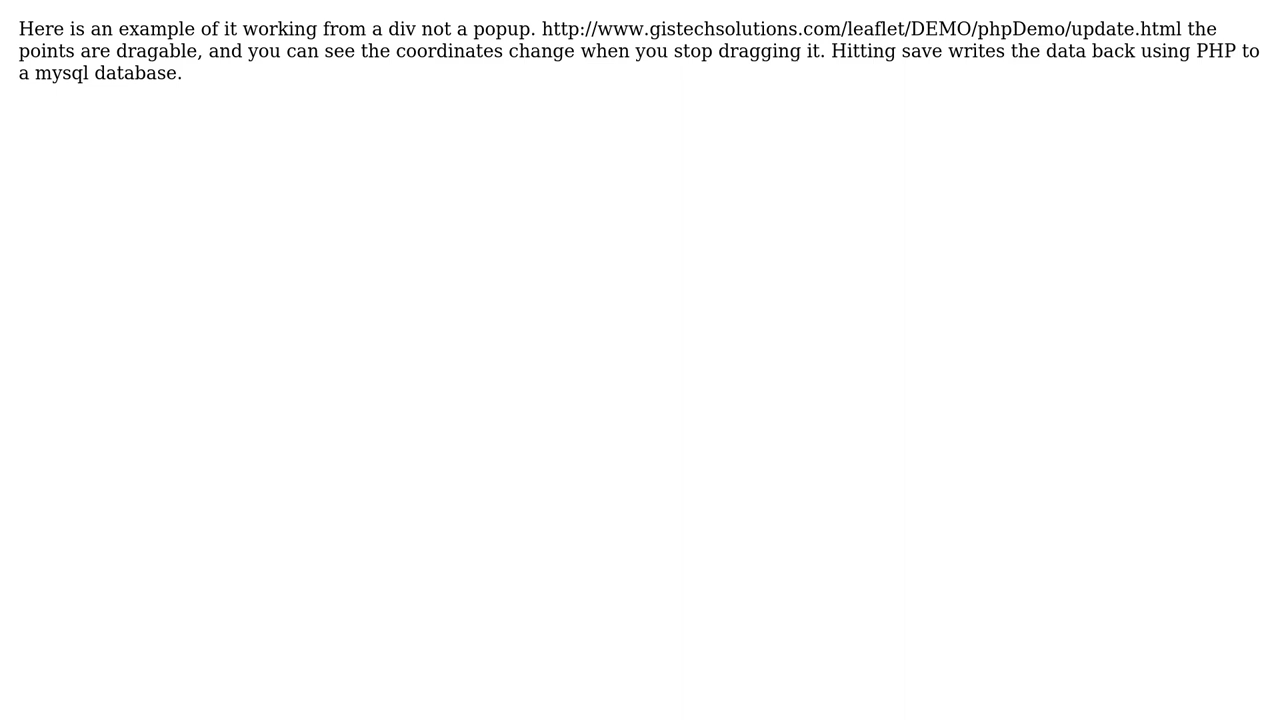 Here is an example of it working from a div not a popup. http://www.gistechsolutions.com/leaflet/DEMO/phpDemo/update.html the
points are dragable, and you can see the coordinates change when you stop dragging it. Hitting save writes the data back using PHP to
a mysql database.